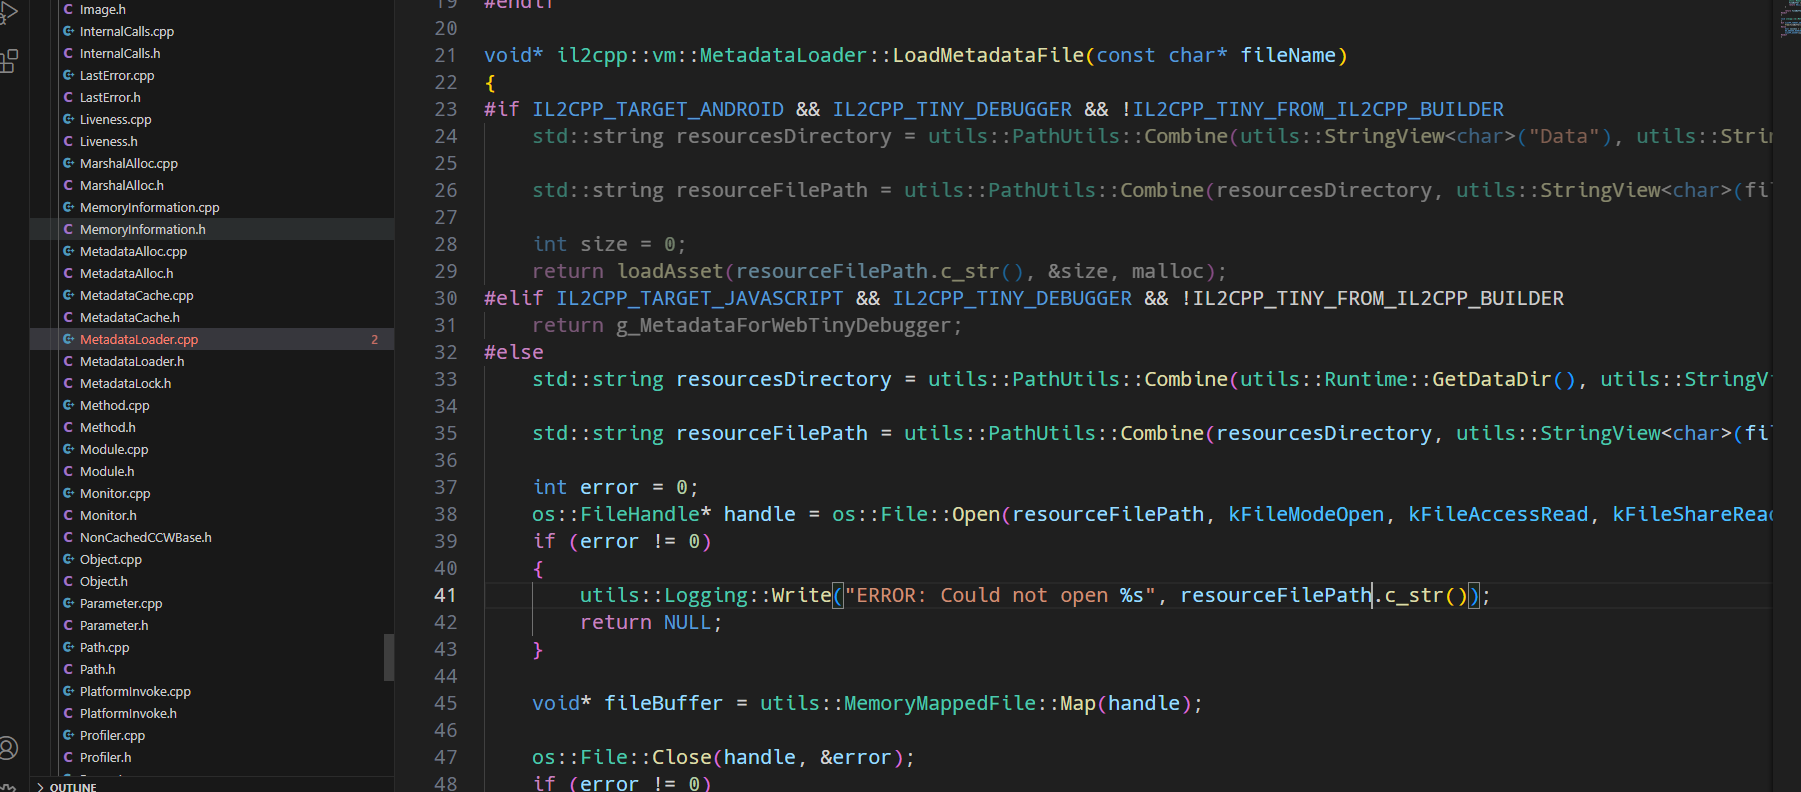 Image.h
InternalCalls.cpp
InternalCalls.h
LastError.cpp
LastError.h
Liveness.cpp
Liveness.h
MarshalAlloc.cpp
MarshalAlloc.h
MemoryInformation.cpp
MemoryInformation.h
MetadataAlloc.cpp
MetadataAlloc.h
MetadataCache.cpp
MetadataCache.h
MetadataLoader.cpp 2
MetadataLoader.h
MetadataLock.h
Method.cpp
Method.h
Module.cpp
Module.h
Monitor.cpp
Monitor.h
NonCachedCCWBase.h
Object.cpp
Object.h
Parameter.cpp
Parameter.h
Path.cpp
Path.h
PlatformInvoke.cpp
PlatformInvoke.h
Profiler.cpp
Profiler.h
OUTLINE
19 #endif
20
21 void* il2cpp::vm::MetadataLoader::LoadMetadataFile(const char* fileName)
22 {
23 #if IL2CPP_TARGET_ANDROID && IL2CPP_TINY_DEBUGGER && !IL2CPP_TINY_FROM_IL2CPP_BUILDER
24     std::string resourcesDirectory = utils::PathUtils::Combine(utils::StringView<char>("Data"), utils::Strin
25
26     std::string resourceFilePath = utils::PathUtils::Combine(resourcesDirectory, utils::StringView<char>(fil
27
28     int size = 0;
29     return loadAsset(resourceFilePath.c_str(), &size, malloc);
30 #elif IL2CPP_TARGET_JAVASCRIPT && IL2CPP_TINY_DEBUGGER && !IL2CPP_TINY_FROM_IL2CPP_BUILDER
31     return g_MetadataForWebTinyDebugger;
32 #else
33     std::string resourcesDirectory = utils::PathUtils::Combine(utils::Runtime::GetDataDir(), utils::StringV
34
35     std::string resourceFilePath = utils::PathUtils::Combine(resourcesDirectory, utils::StringView<char>(fil
36
37     int error = 0;
38     os::FileHandle* handle = os::File::Open(resourceFilePath, kFileModeOpen, kFileAccessRead, kFileShareRead
39     if (error != 0)
40     {
41         utils::Logging::Write("ERROR: Could not open %s", resourceFilePath.c_str());
42         return NULL;
43     }
44
45     void* fileBuffer = utils::MemoryMappedFile::Map(handle);
46
47     os::File::Close(handle, &error);
48     if (error != 0)